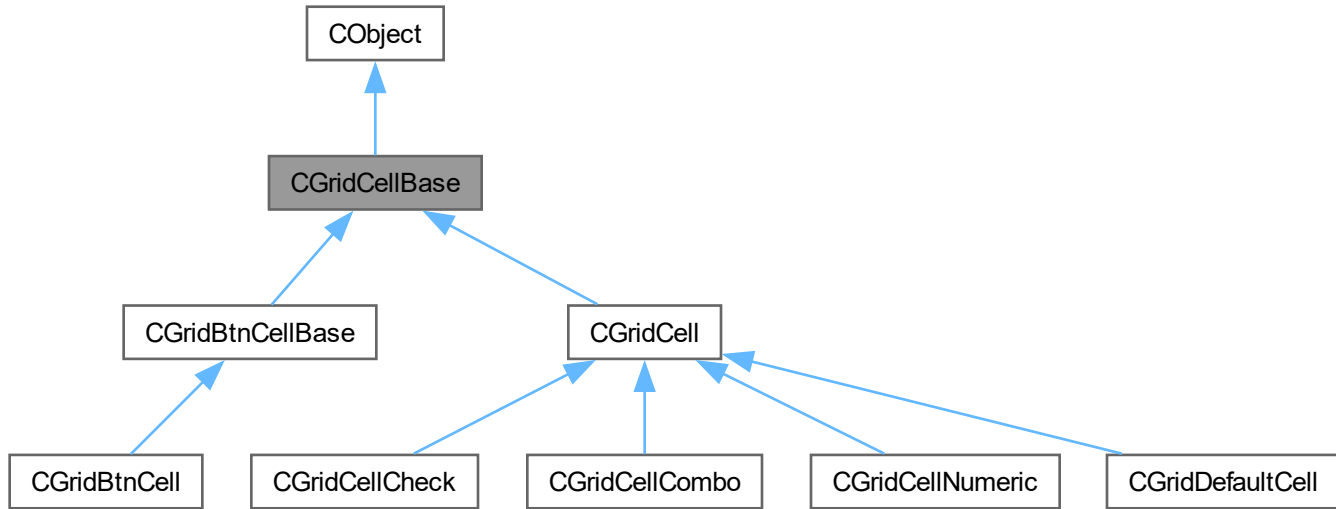 CObject
CGridCellBase
CGridBtnCellBase
CGridCell
CGridBtnCell
CGridCellCheck
CGridCellCombo
CGridCellNumeric
CGridDefaultCell